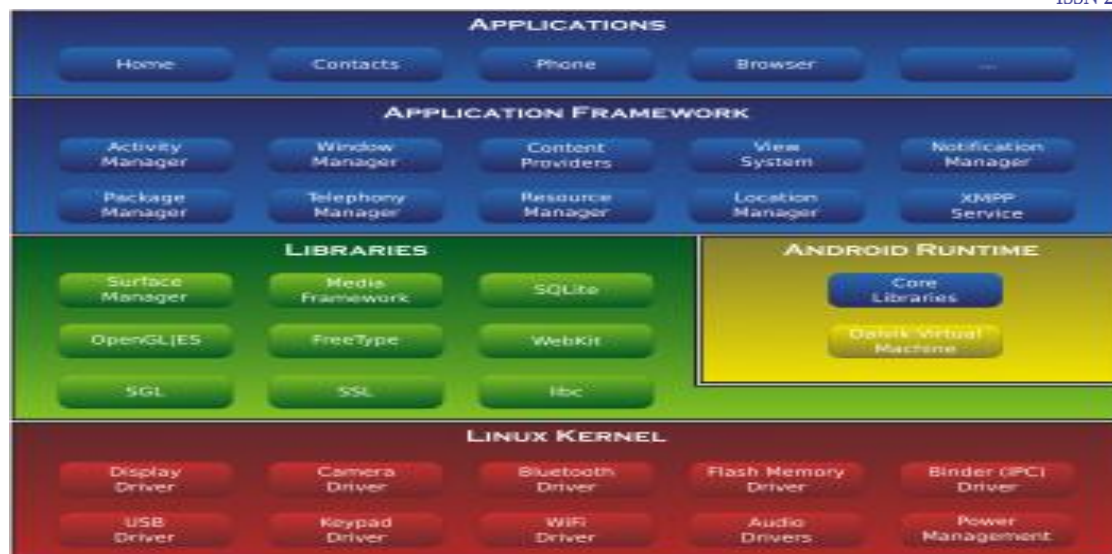 ISSN 2
APPLICATIONS
Home Contacts Phone Browser ...
APPLICATION FRAMEWORK
Activity Manager
Window Manager
Content Providers
View System
Notification Manager
Package Manager
Telephony Manager
Resource Manager
Location Manager
XMPP Service
LIBRARIES
Surface Manager
Media Framework
SQLite
OpenGL|ES
FreeType
WebKit
SGL
SSL
libc
ANDROID RUNTIME
Core Libraries
Dalvik Virtual Machine
LINUX KERNEL
Display Driver
Camera Driver
Bluetooth Driver
Flash Memory Driver
Binder (IPC) Driver
USB Driver
Keypad Driver
WiFi Driver
Audio Drivers
Power Management